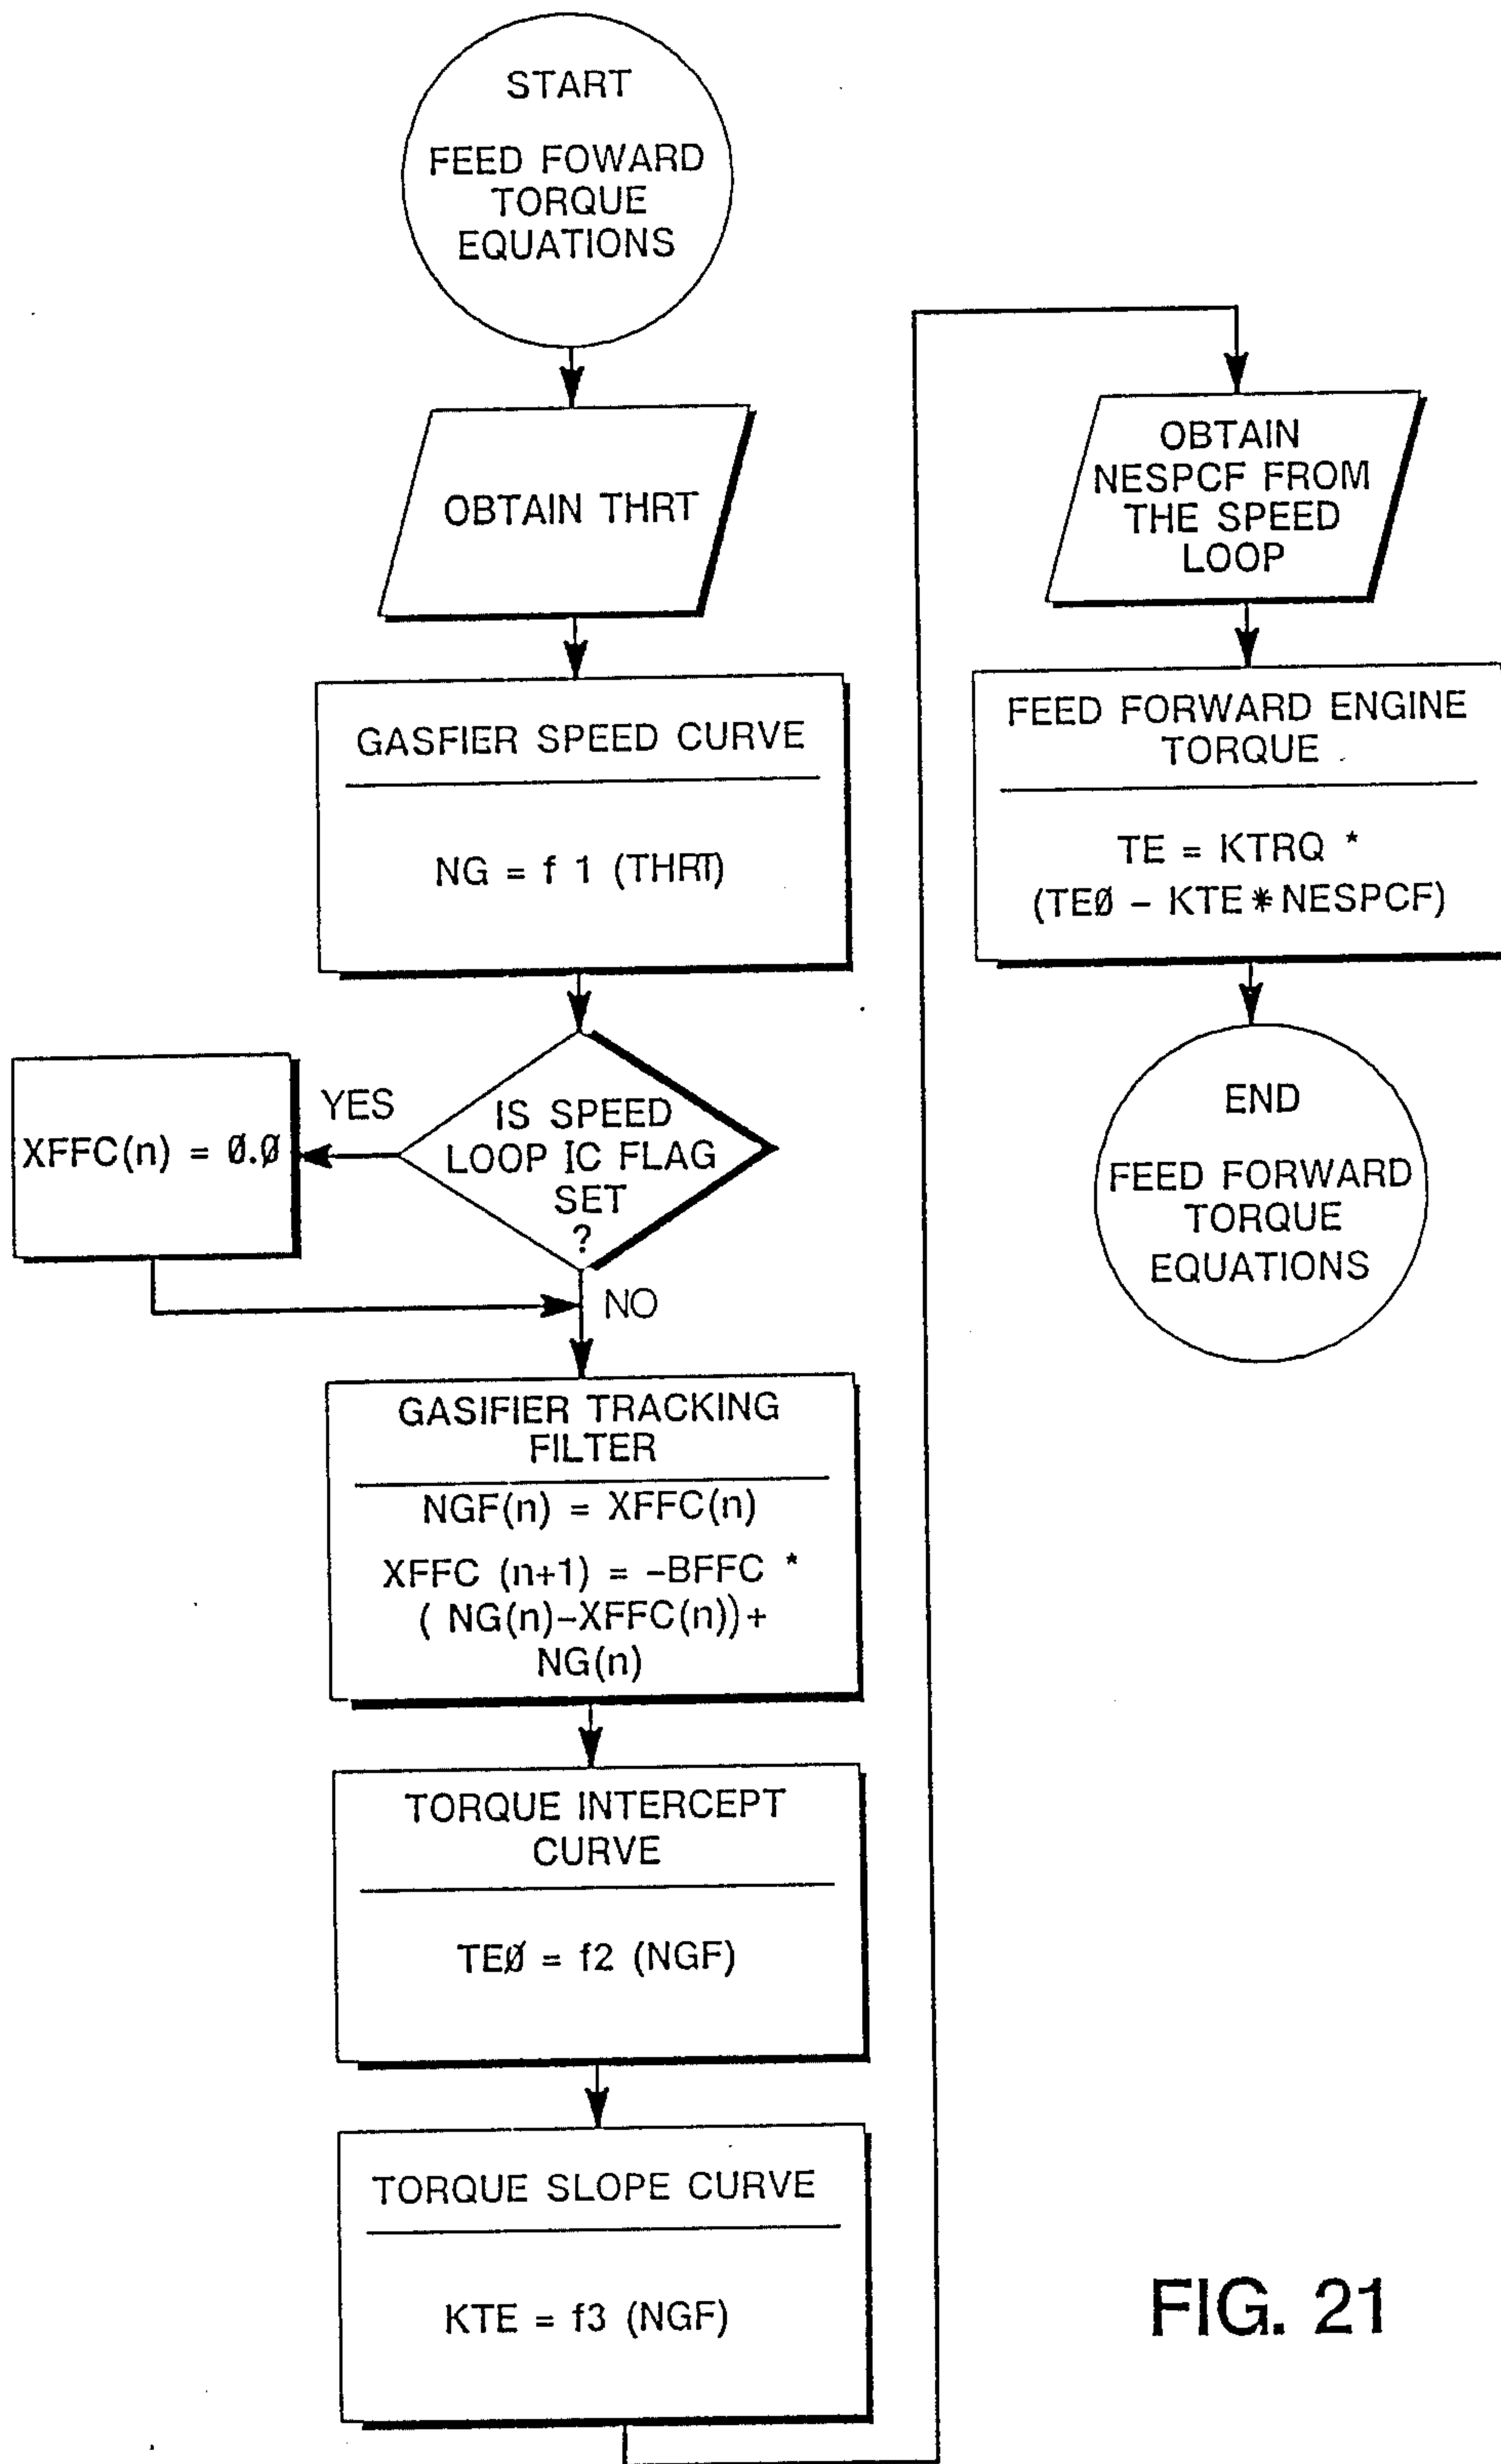 START
FEED FOWARD
TORQUE
EQUATIONS
OBTAIN THRT
GASFIER SPEED CURVE
NG = f 1 (THRT)
IS SPEED
LOOP IC FLAG
SET
?
YES
XFFC(n) = Ø.Ø
NO
GASIFIER TRACKING
FILTER
NGF(n) = XFFC(n)
XFFC (n+1) = -BFFC *
( NG(n)-XFFC(n))+
NG(n)
TORQUE INTERCEPT
CURVE
TEØ = f2 (NGF)
TORQUE SLOPE CURVE
KTE = f3 (NGF)
OBTAIN
NESPCF FROM
THE SPEED
LOOP
FEED FORWARD ENGINE
TORQUE
TE = KTRQ *
(TEØ - KTE * NESPCF)
END
FEED FORWARD
TORQUE
EQUATIONS
FIG. 21